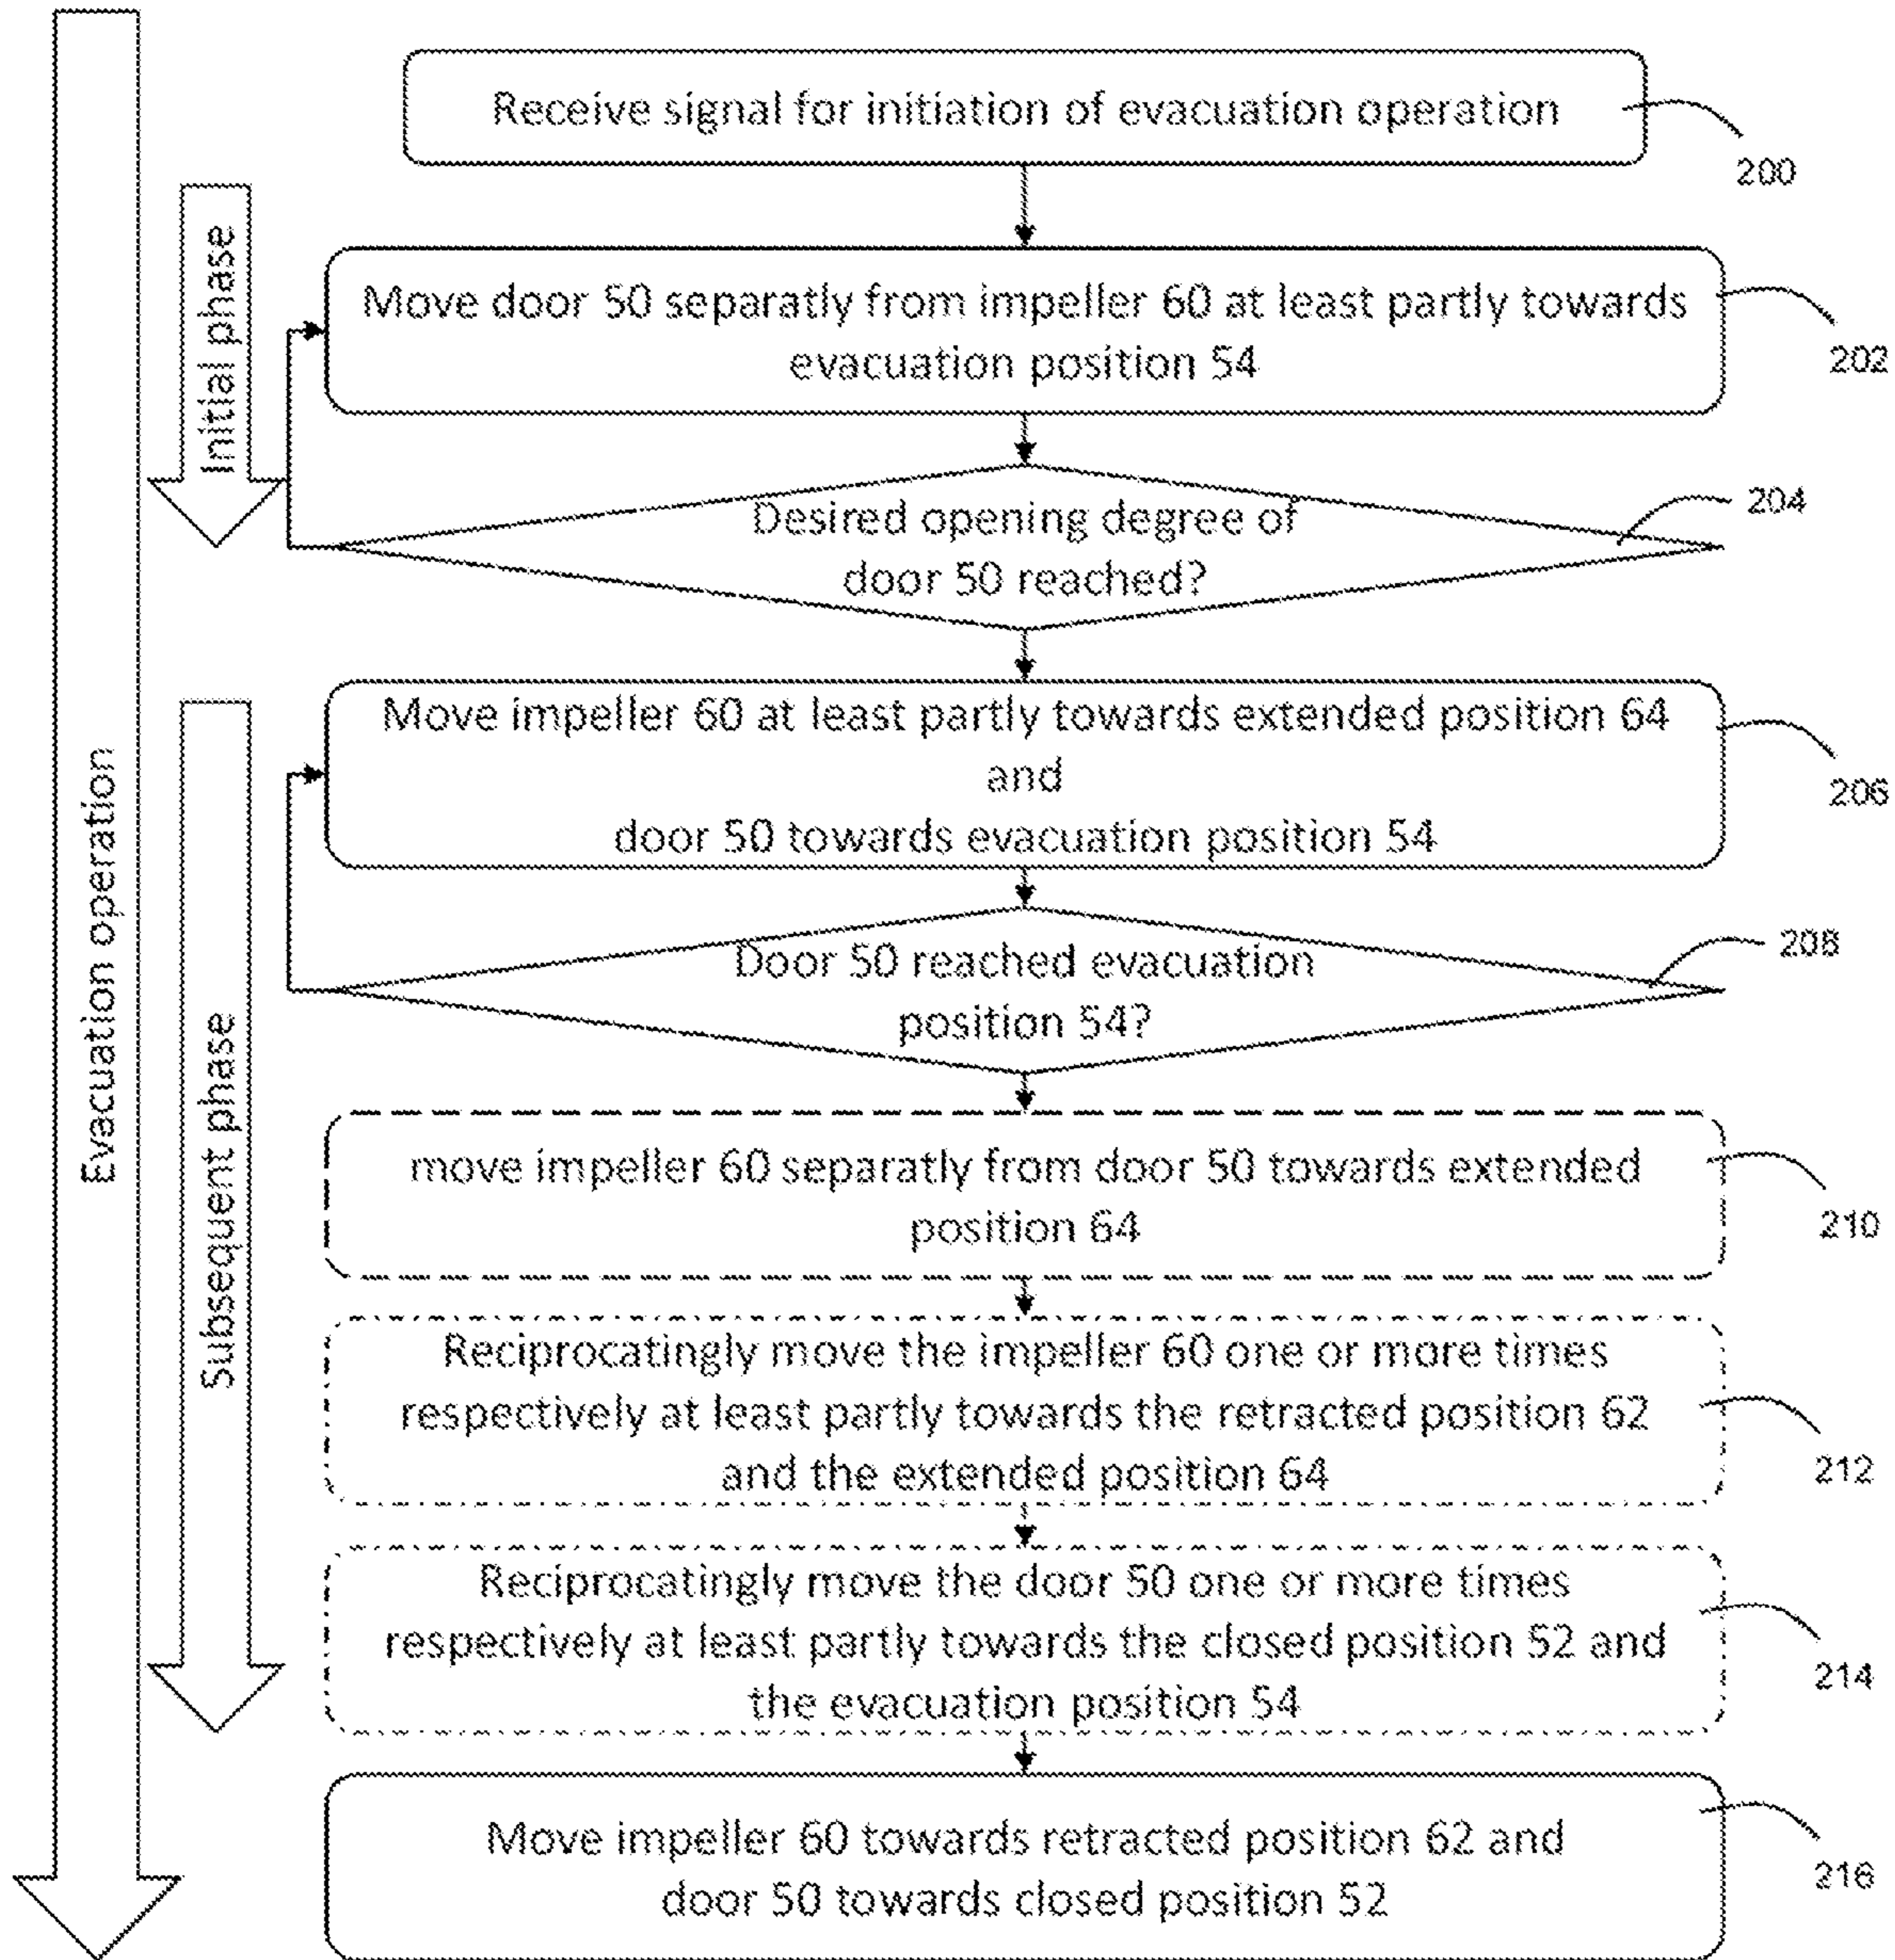 Evacuation operation
Initial phase
Subsequent phase
Receive signal for initiation of evacuation operation
200
Move door 50 separatly from impeller 60 at least partly towards
evacuation position 54
202
Desired opening degree of
door 50 reached?
204
Move impeller 60 at least partly towards extended position 64
and
door 50 towards evacuation position 54
206
Door 50 reached evacuation
position 54?
208
move impeller 60 separatly from door 50 towards extended
position 64
210
Reciprocatingly move the impeller 60 one or more times
respectively at least partly towards the retracted position 62
and the extended position 64
212
Reciprocatingly move the door 50 one or more times
respectively at least partly towards the closed position 52 and
the evacuation position 54
214
Move impeller 60 towards retracted position 62 and
door 50 towards closed position 52
216